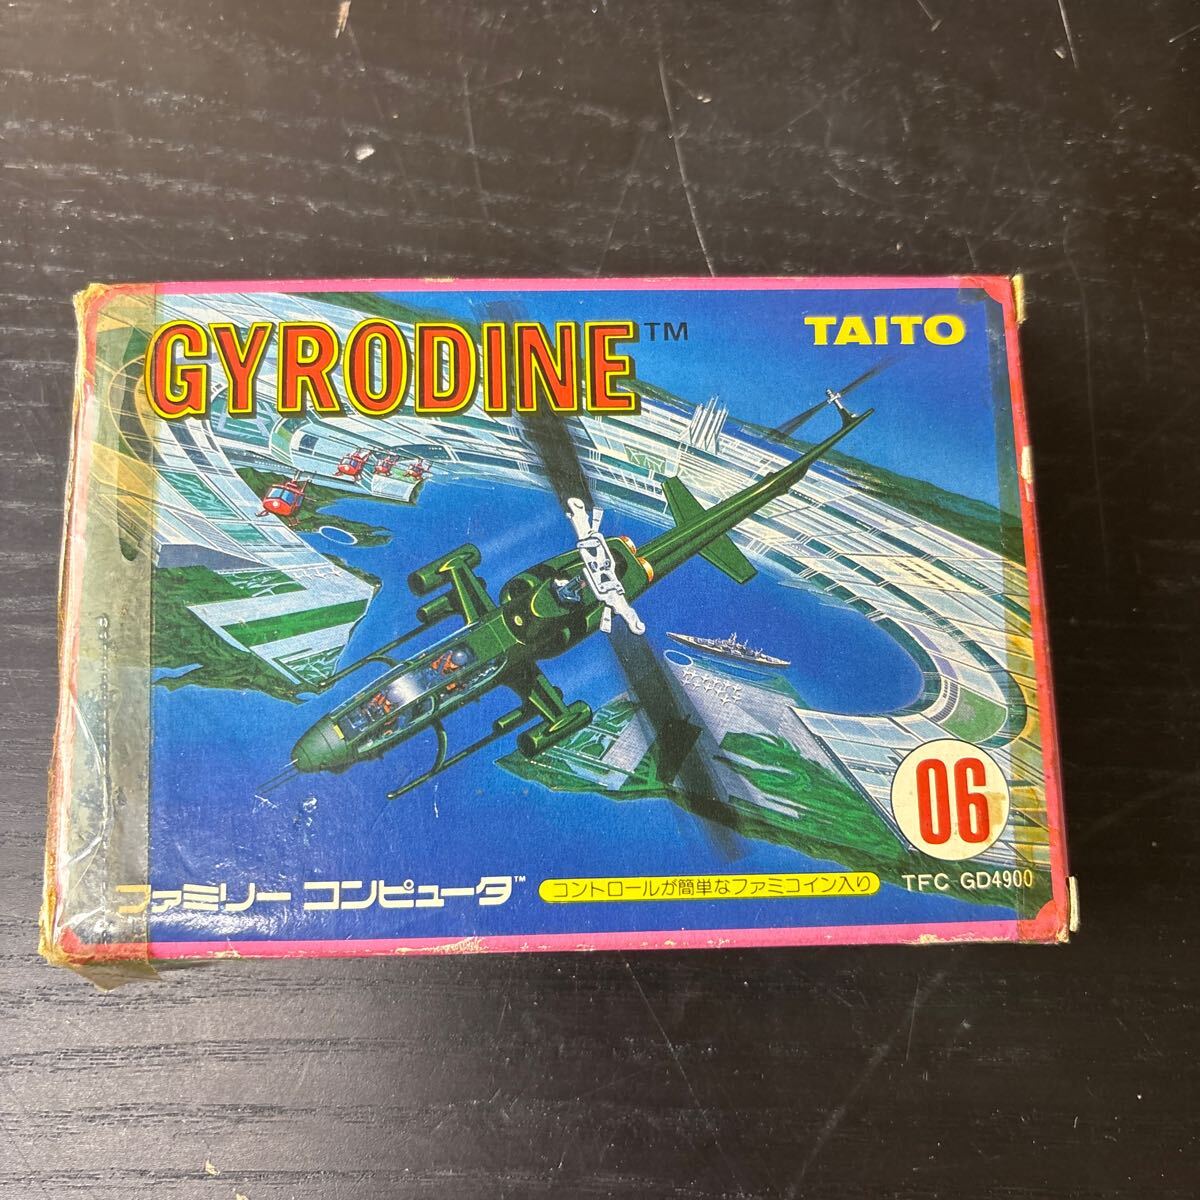 GYRODINE™
TAITO
06
ファミリー コンピュータ™
コントロールが簡単なファミコイン入り
TFC GD4900